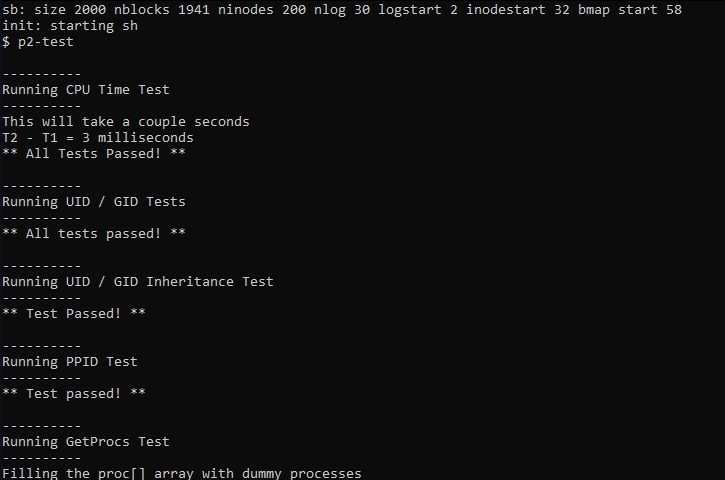 sb: size 2000 nblocks 1941 ninodes 200 nlog 30 logstart 2 inodestart 32 bmap start 58
init: starting sh
$ p2-test
----------
Running CPU Time Test
----------
This will take a couple seconds
T2 - T1 = 3 milliseconds
** All Tests Passed! **
----------
Running UID / GID Tests
----------
** All tests passed! **
----------
Running UID / GID Inheritance Test
----------
** Test Passed! **
----------
Running PPID Test
----------
** Test passed! **
----------
Running GetProcs Test
----------
Filling the proc[] array with dummy processes